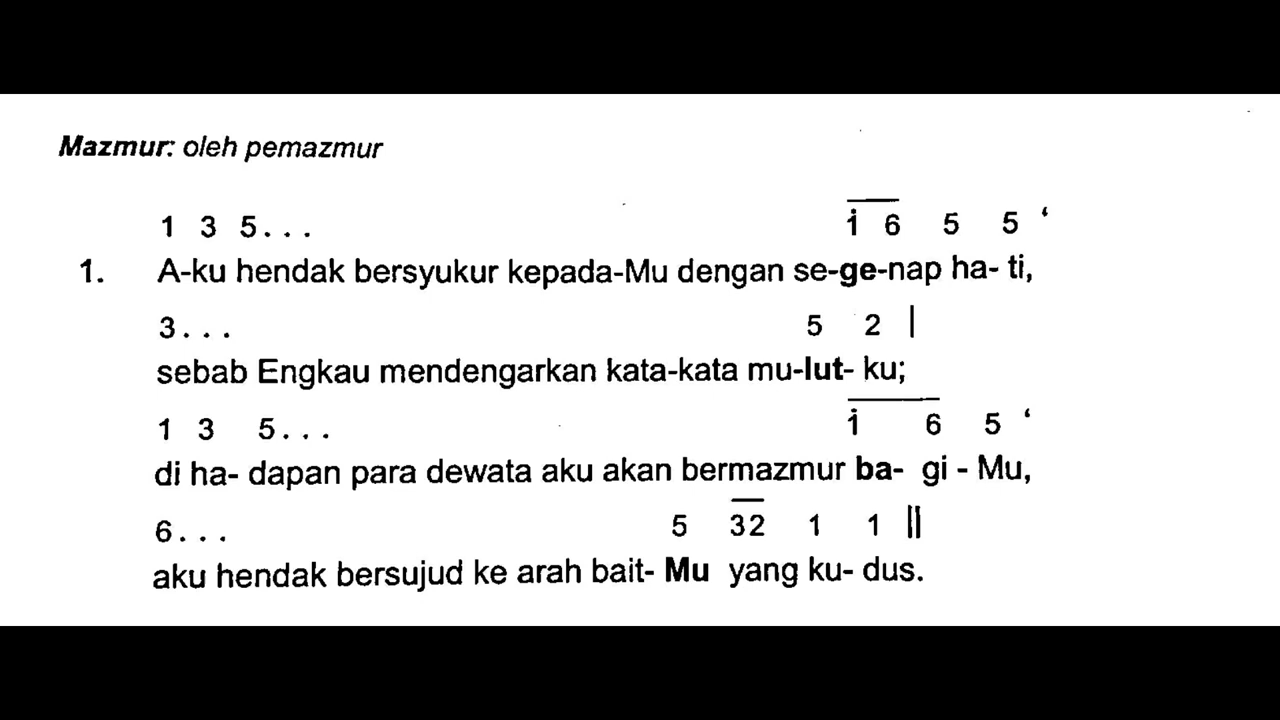 Mazmur: oleh pemazmur
1 3 5... i̇ 6 5 5 ‘
1. A-ku hendak bersyukur kepada-Mu dengan se-ge-nap ha- ti,
3... 5 2 |
sebab Engkau mendengarkan kata-kata mu-lut- ku;
1 3 5... i̇ 6 5 ‘
di ha- dapan para dewata aku akan bermazmur ba- gi - Mu,
6... 5 32 1 1 ||
aku hendak bersujud ke arah bait- Mu yang ku- dus.